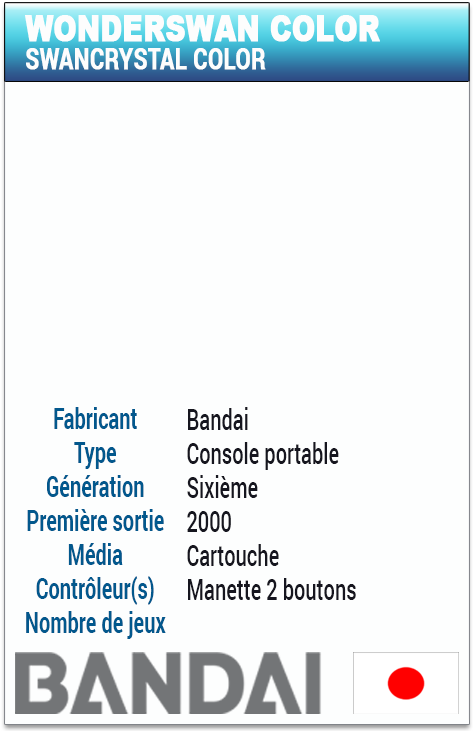 WONDERSWAN COLOR
SWANCRYSTAL COLOR
Fabricant Bandai
Type Console portable
Génération Sixième
Première sortie 2000
Média Cartouche
Contrôleur(s) Manette 2 boutons
Nombre de jeux
BANDAI